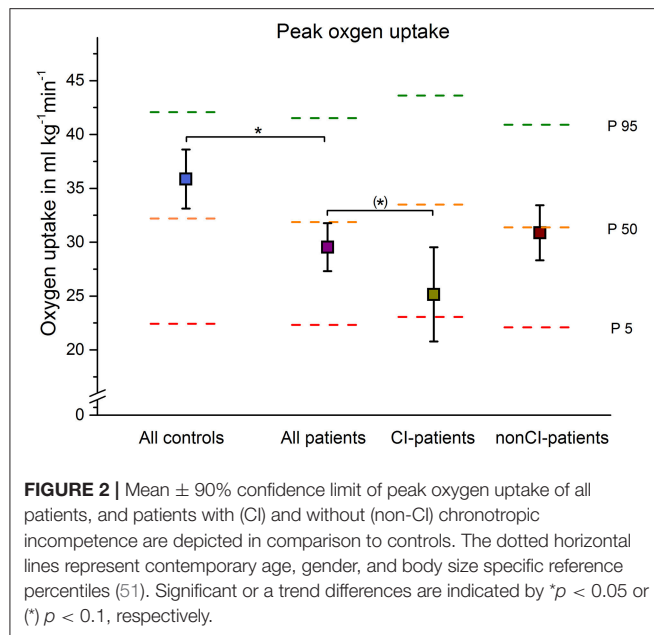 Peak oxgen uptake
Oxygen uptake in ml kg⁻¹min⁻¹
45
40
35
30
25
20
0
*
(*)
P 95
P 50
P 5
All controls All patients CI-patients nonCI-patients
FIGURE 2 | Mean ± 90% confidence limit of peak oxygen uptake of all
patients, and patients with (CI) and without (non-CI) chronotropic
incompetence are depicted in comparison to controls. The dotted horizontal
lines represent contemporary age, gender, and body size specific reference
percentiles (51). Significant or a trend differences are indicated by *p < 0.05 or
(*) p < 0.1, respectively.